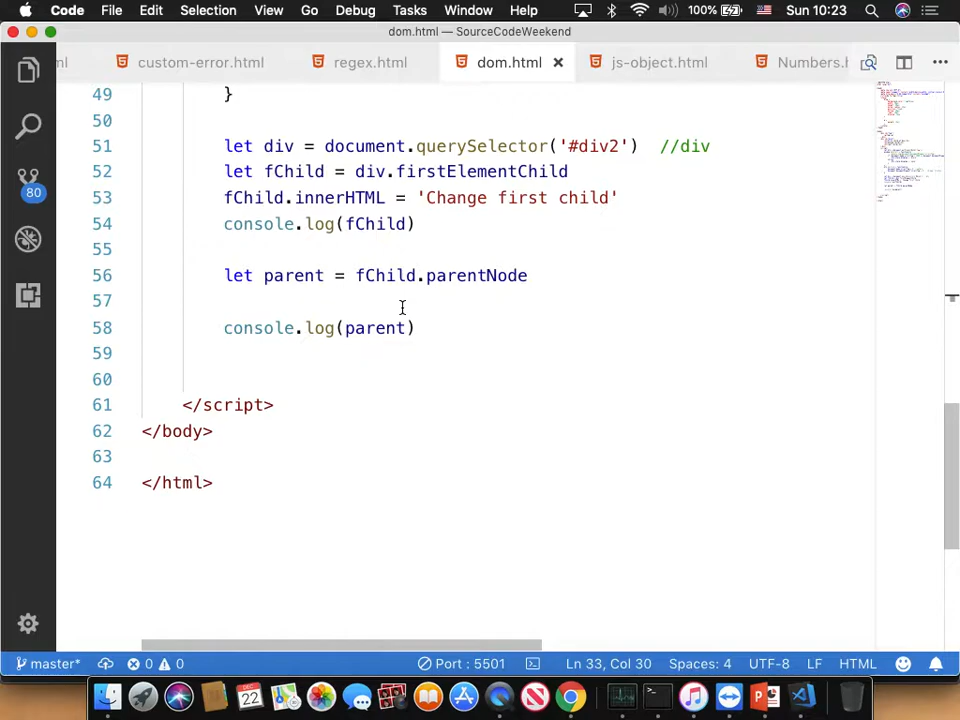 Code File Edit Selection View Go Debug Tasks Window Help 100% Sun 10:23
dom.html — SourceCodeWeekend
ml custom-error.html regex.html dom.html js-object.html Numbers.h
49 }
50
51 let div = document.querySelector('#div2') //div
52 let fChild = div.firstElementChild
53 fChild.innerHTML = 'Change first child'
54 console.log(fChild)
55
56 let parent = fChild.parentNode
57
58 console.log(parent)
59
60
61 </script>
62 </body>
63
64 </html>
80
master* 0 0 Port : 5501 Ln 33, Col 30 Spaces: 4 UTF-8 LF HTML
DEC
22